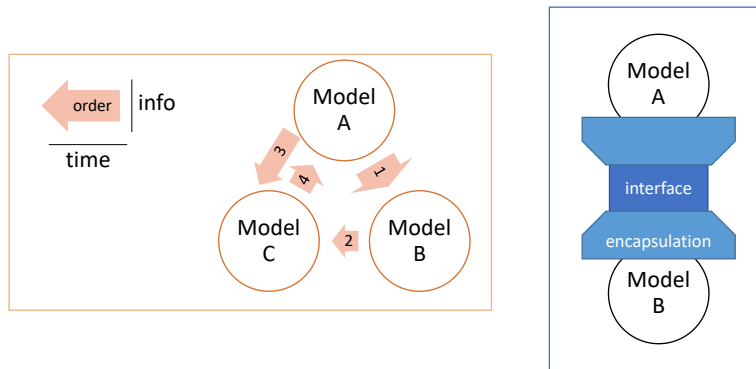 order
info
time
Model
A
3
4
1
Model
C
2
Model
B
Model
A
interface
encapsulation
Model
B